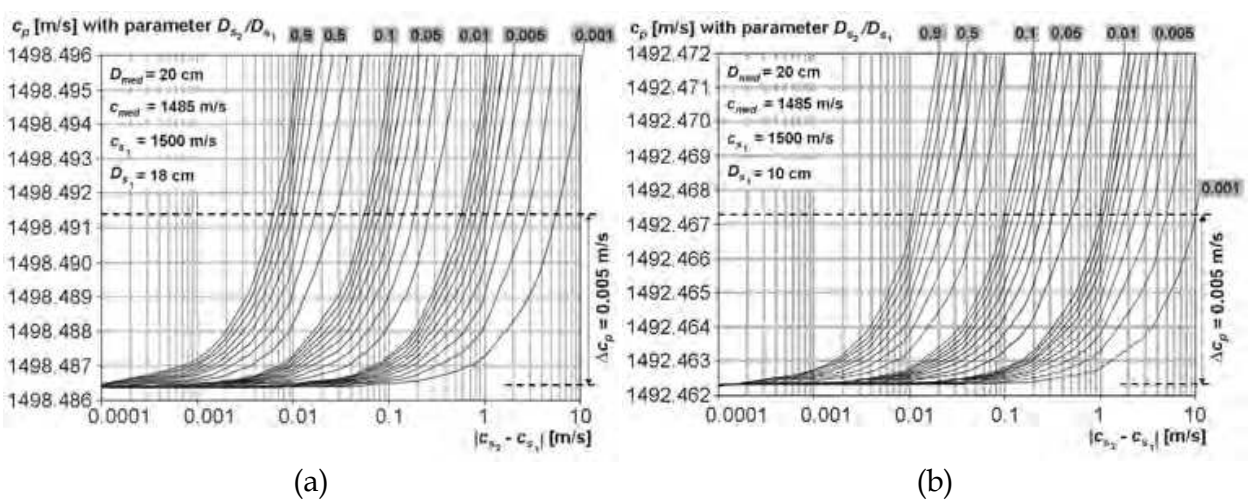 c_p [m/s] with parameter D_s2/D_s1
0.9 0.5 0.1 0.05 0.01 0.005 0.001
1498.496
1498.495
1498.494
1498.493
1498.492
1498.491
1498.490
1498.489
1498.488
1498.487
1498.486
D_med = 20 cm
c_med = 1485 m/s
c_s1 = 1500 m/s
D_s1 = 18 cm
Δc_p = 0.005 m/s
0.0001 0.001 0.01 0.1 1 10
|c_s2 - c_s1| [m/s]
(a)
c_p [m/s] with parameter D_s2/D_s1
0.9 0.5 0.1 0.05 0.01 0.005
1492.472
1492.471
1492.470
1492.469
1492.468
1492.467
1492.466
1492.465
1492.464
1492.463
1492.462
D_med = 20 cm
c_med = 1485 m/s
c_s1 = 1500 m/s
D_s1 = 10 cm
0.001
Δc_p = 0.005 m/s
0.0001 0.001 0.01 0.1 1 10
|c_s2 - c_s1| [m/s]
(b)